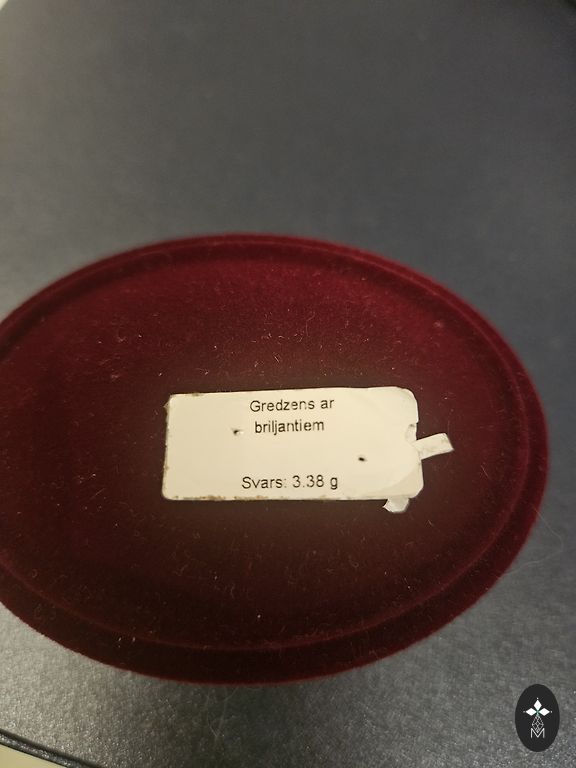 Gredzens ar
briljantiem
Svars: 3.38 g
M